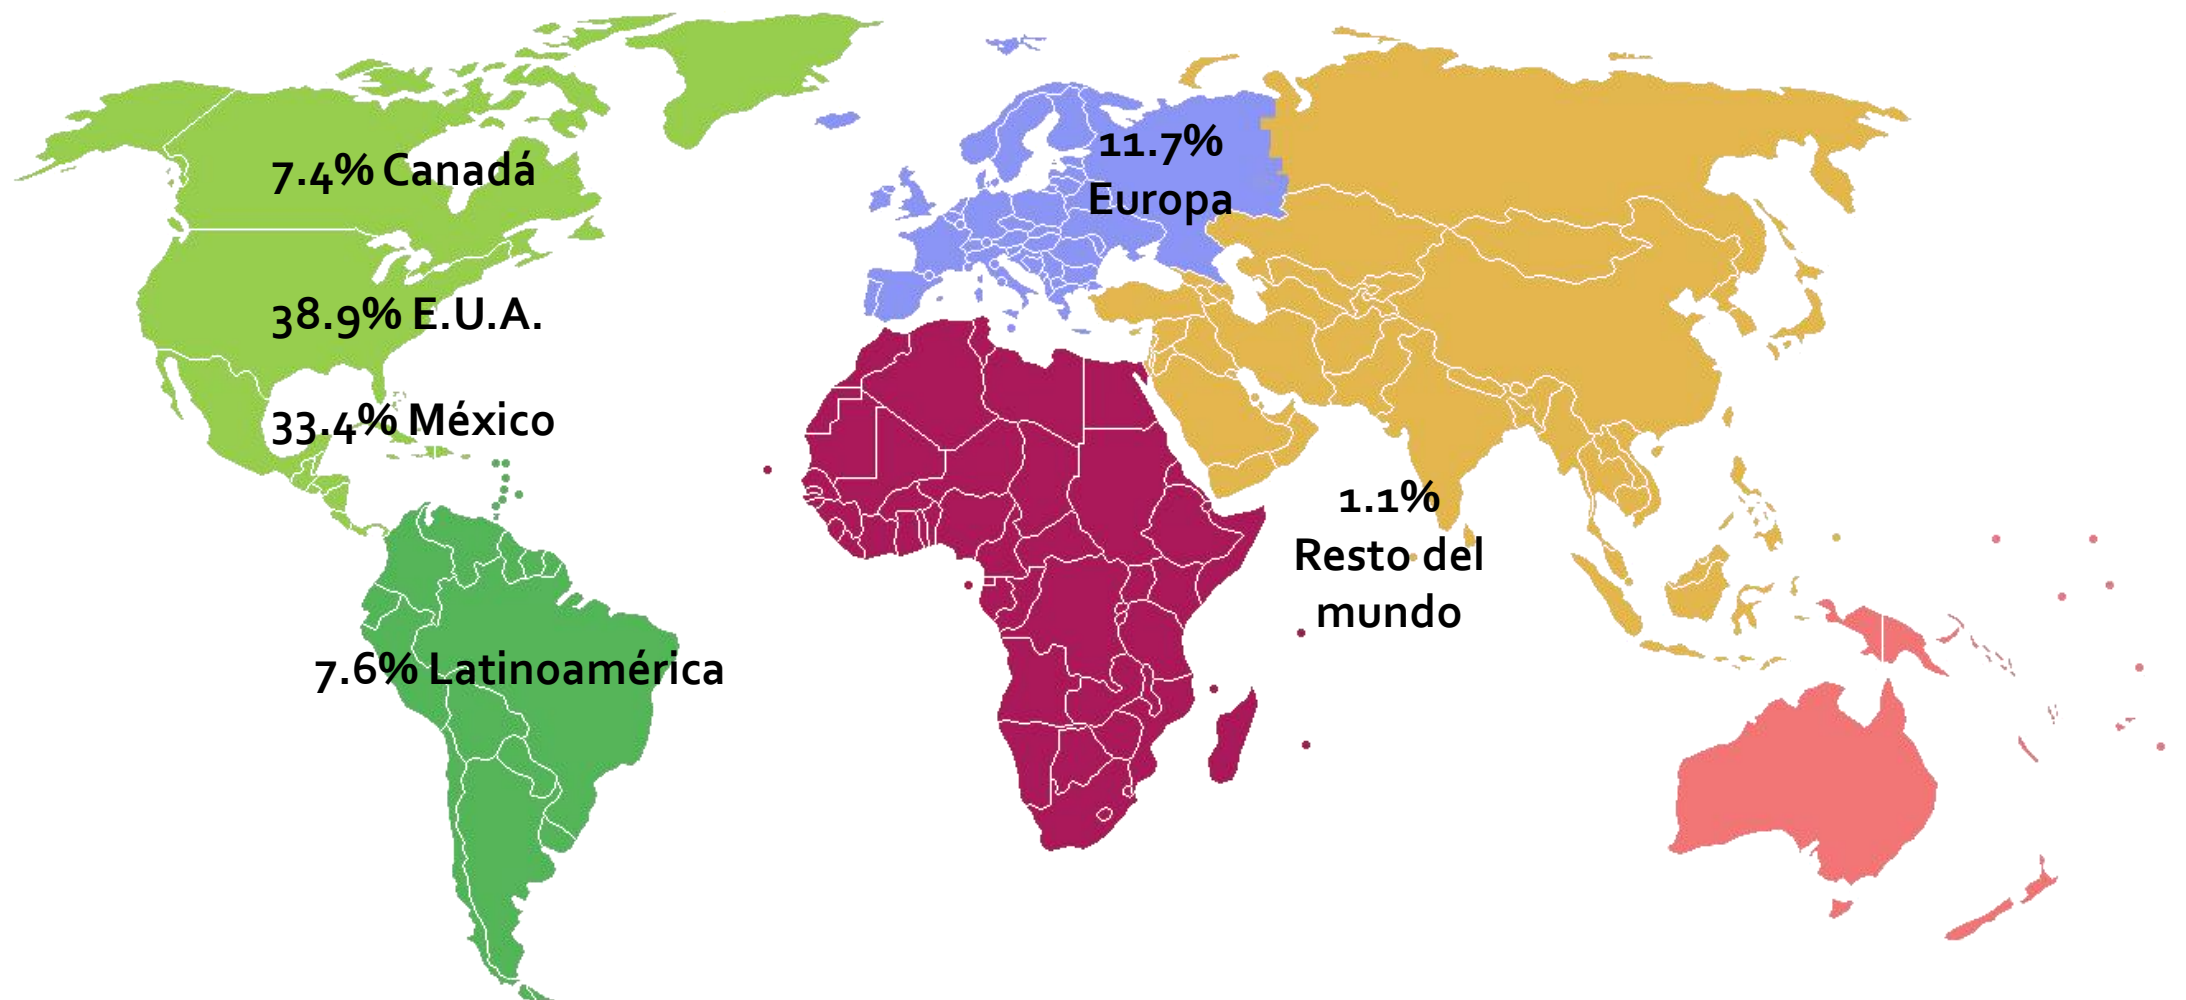 7.4% Canadá
38.9% E.U.A.
33.4% México
7.6% Latinoamérica
11.7%
Europa
1.1%
Resto del
mundo